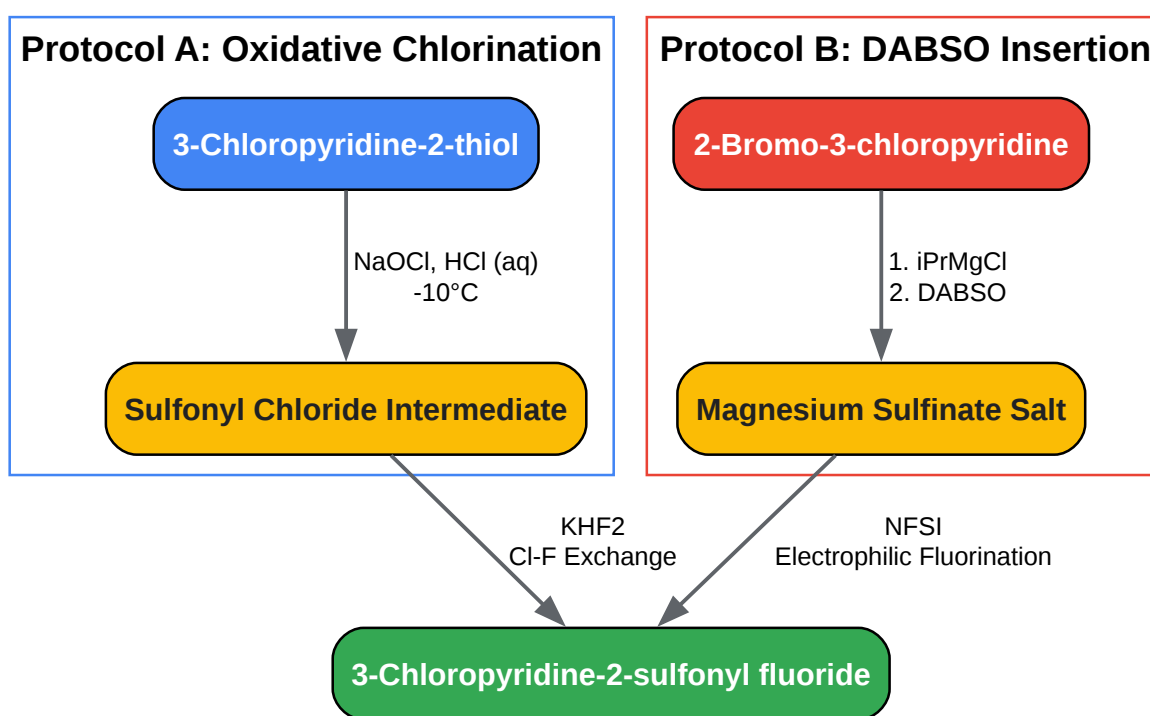 Protocol A: Oxidative Chlorination
3-Chloropyridine-2-thiol
NaOCl, HCl (aq)
-10°C
Sulfonyl Chloride Intermediate
Protocol B: DABSO Insertion
2-Bromo-3-chloropyridine
1. iPrMgCl
2. DABSO
Magnesium Sulfinate Salt
KHF2
Cl-F Exchange
NFSI
Electrophilic Fluorination
3-Chloropyridine-2-sulfonyl fluoride